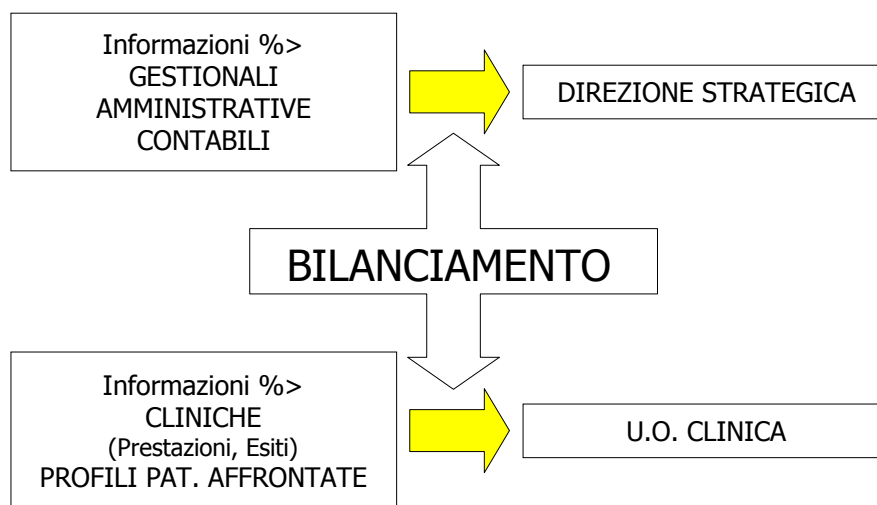 Informazioni %>
GESTIONALI
AMMINISTRATIVE
CONTABILI
DIREZIONE STRATEGICA
BILANCIAMENTO
Informazioni %>
CLINICHE
(Prestazioni, Esiti)
PROFILI PAT. AFFRONTATE
U.O. CLINICA